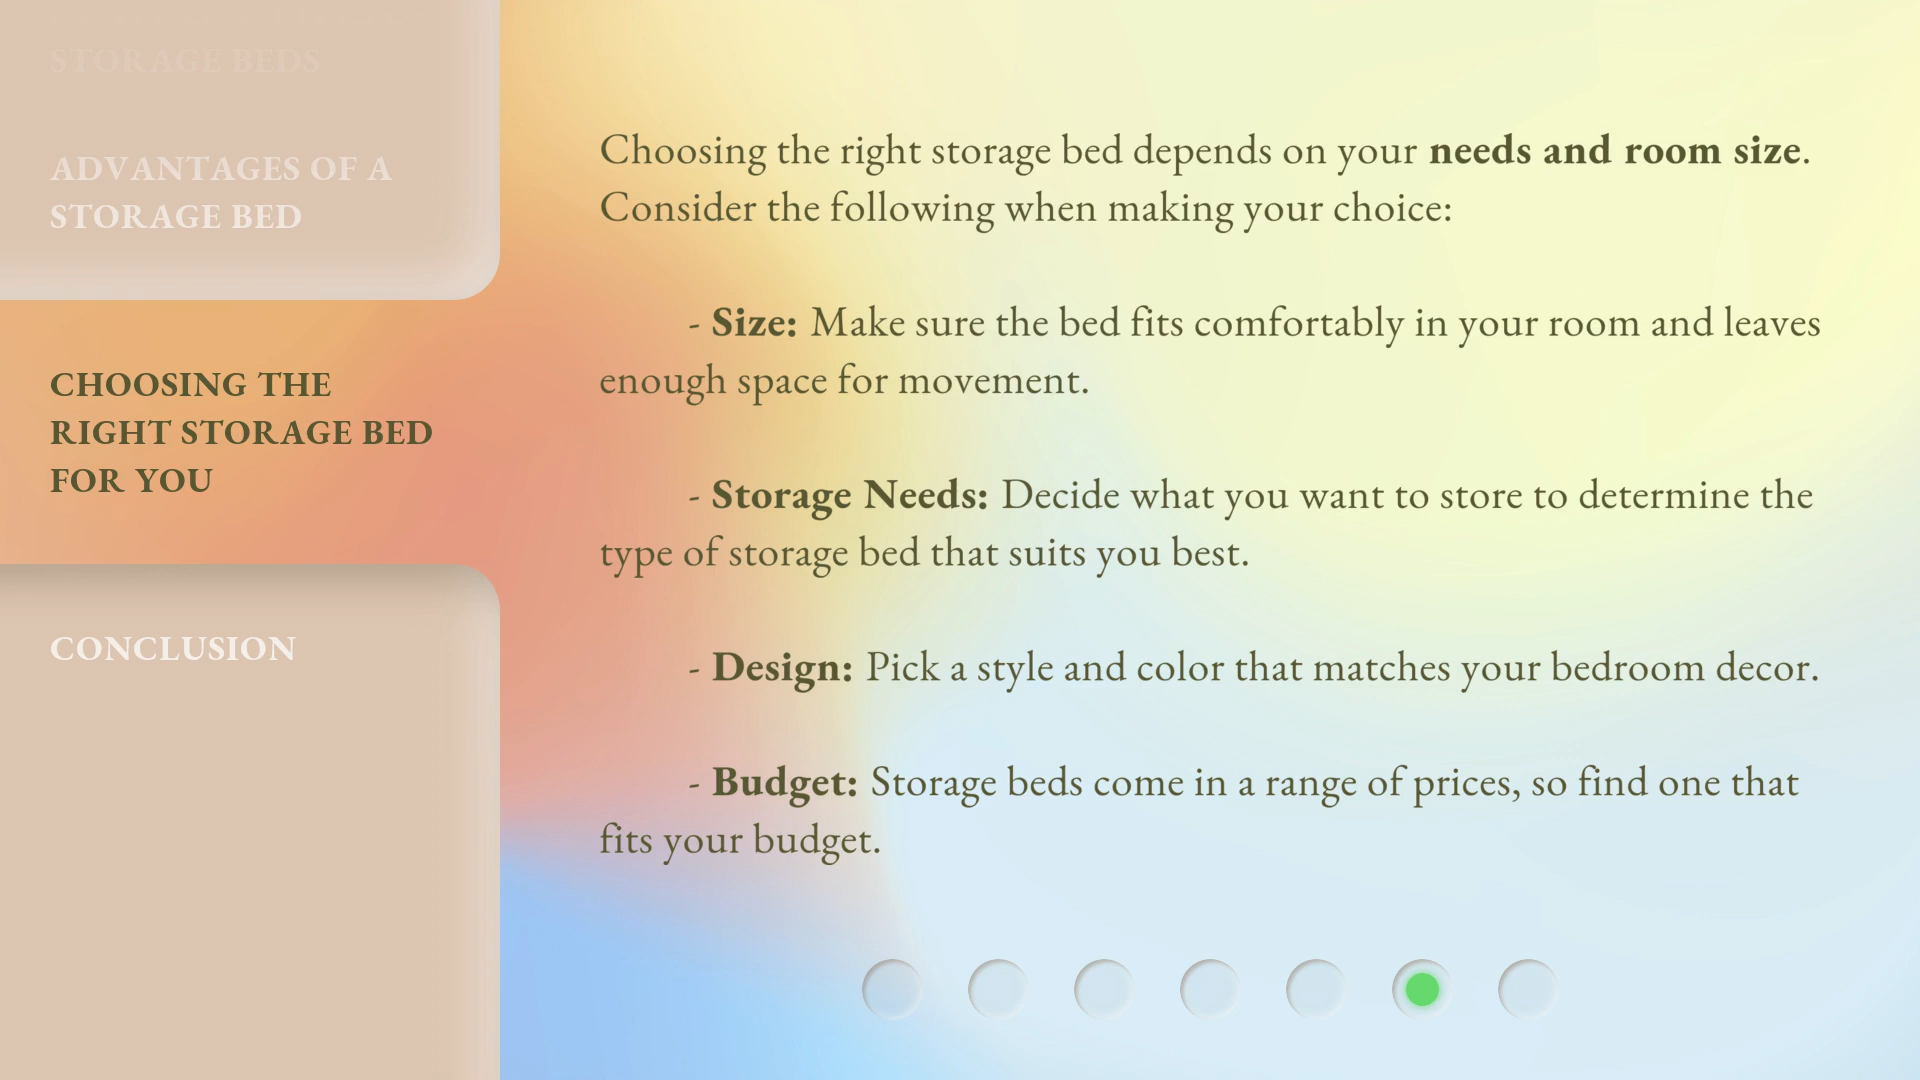 STORAGE BEDS
ADVANTAGES OF A
STORAGE BED
CHOOSING THE
RIGHT STORAGE BED
FOR YOU
CONCLUSION
Choosing the right storage bed depends on your needs and room size.
Consider the following when making your choice:
- Size: Make sure the bed fits comfortably in your room and leaves
enough space for movement.
- Storage Needs: Decide what you want to store to determine the
type of storage bed that suits you best.
- Design: Pick a style and color that matches your bedroom decor.
- Budget: Storage beds come in a range of prices, so find one that
fits your budget.